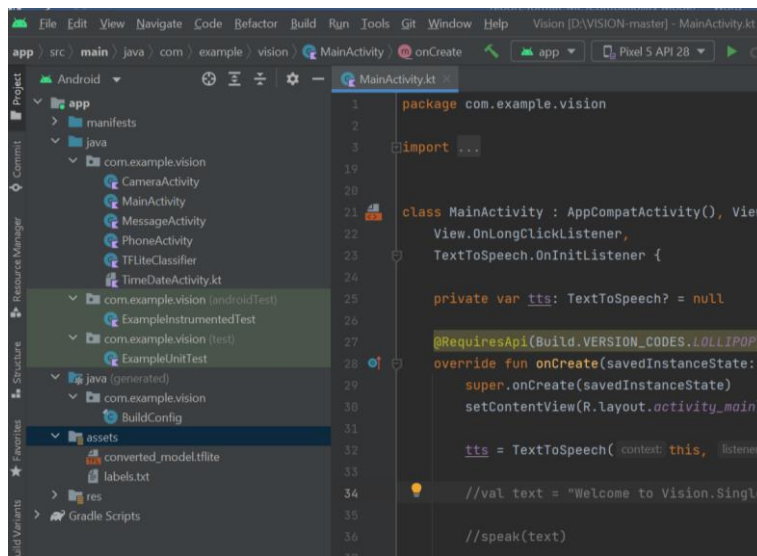 File Edit View Navigate Code Refactor Build Run Tools Git Window Help Vision [D:\VISION-master] - MainActivity.kt
app src main java com example vision MainActivity onCreate app Pixel 5 API 28
Project
Commit
Resource Manager
Structure
Favorites
Build Variants
Android
app
manifests
java
com.example.vision
CameraActivity
MainActivity
MessageActivity
PhoneActivity
TFLiteClassifier
TimeDateActivity.kt
com.example.vision (androidTest)
ExampleInstrumentedTest
com.example.vision (test)
ExampleUnitTest
java (generated)
com.example.vision
BuildConfig
assets
converted_model.tflite
labels.txt
res
Gradle Scripts
MainActivity.kt
1 package com.example.vision
2
3 import ...
19
20
21 class MainActivity : AppCompatActivity(), Vie
22 View.OnLongClickListener,
23 TextToSpeech.OnInitListener {
24
25 private var tts: TextToSpeech? = null
26
27 @RequiresApi(Build.VERSION_CODES.LOLLIPOP
28 override fun onCreate(savedInstanceState:
29 super.onCreate(savedInstanceState)
30 setContentView(R.layout.activity_main
31
32 tts = TextToSpeech( context: this, listene
33
34 //val text = "Welcome to Vision.Singl
35
36 //speak(text)